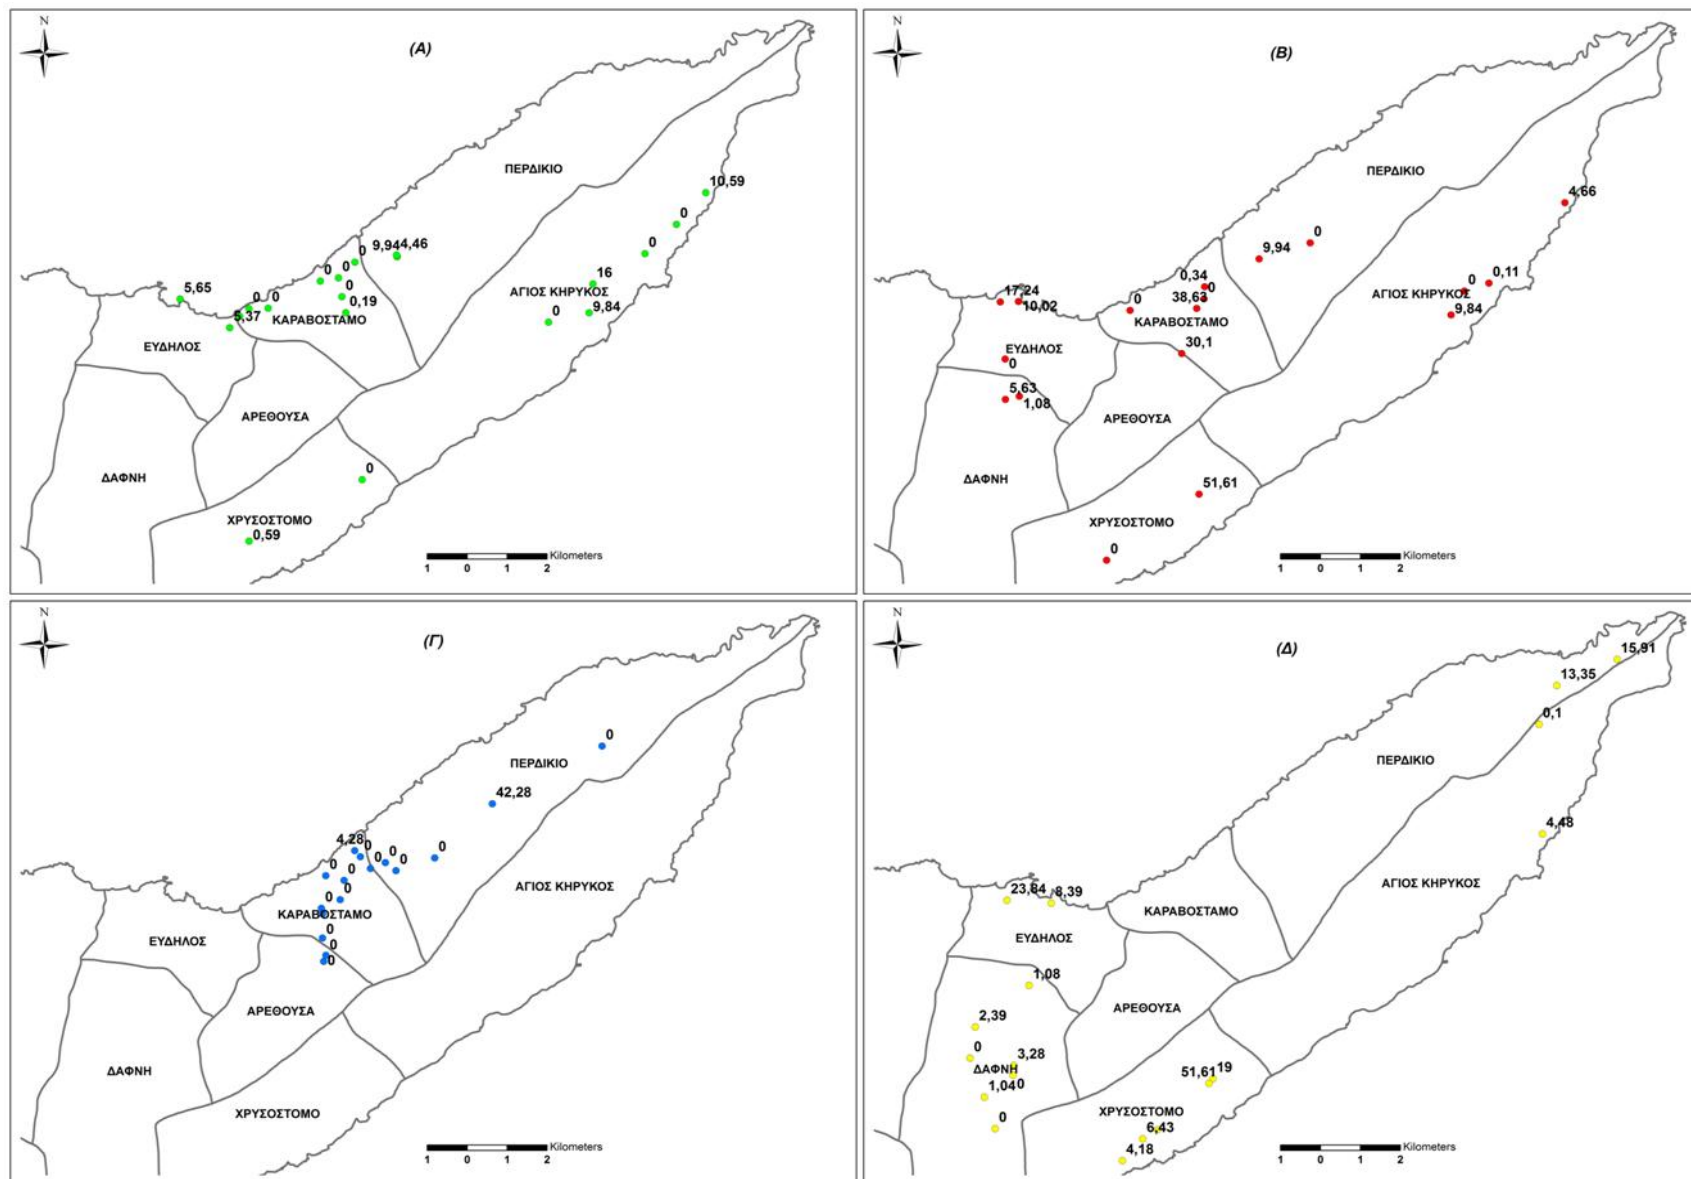 N
(Α)
ΠΕΡΔΙΚΙΟ
10,59
0
9,94
4,46
0
0
0
0
0
16
5,65
ΑΓΙΟΣ ΚΗΡΥΚΟΣ
0,19
0
0
9,84
0
5,37
ΚΑΡΑΒΟΣΤΑΜΟ
ΕΥΔΗΛΟΣ
ΑΡΕΘΟΥΣΑ
0
ΔΑΦΝΗ
ΧΡΥΣΟΣΤΟΜΟ
0,59
Kilometers
1 0 1 2
N
(Β)
ΠΕΡΔΙΚΙΟ
4,66
0
9,94
0,34
0
0
0,11
17,24
10,02
0
38,63
ΑΓΙΟΣ ΚΗΡΥΚΟΣ
9,84
ΚΑΡΑΒΟΣΤΑΜΟ
30,1
ΕΥΔΗΛΟΣ
0
5,63
1,08
ΑΡΕΘΟΥΣΑ
ΔΑΦΝΗ
51,61
ΧΡΥΣΟΣΤΟΜΟ
0
Kilometers
1 0 1 2
N
(Γ)
0
ΠΕΡΔΙΚΙΟ
42,28
4,28
0
0
0
0
0
0
0
0
0
ΑΓΙΟΣ ΚΗΡΥΚΟΣ
ΚΑΡΑΒΟΣΤΑΜΟ
0
0
0
ΕΥΔΗΛΟΣ
ΑΡΕΘΟΥΣΑ
ΔΑΦΝΗ
ΧΡΥΣΟΣΤΟΜΟ
Kilometers
1 0 1 2
N
(Δ)
15,91
13,35
0,1
ΠΕΡΔΙΚΙΟ
4,48
ΑΓΙΟΣ ΚΗΡΥΚΟΣ
23,84
8,39
ΚΑΡΑΒΟΣΤΑΜΟ
ΕΥΔΗΛΟΣ
1,08
ΑΡΕΘΟΥΣΑ
2,39
0
3,28
ΔΑΦΝΗ
1,04
0
0
51,61
19
ΧΡΥΣΟΣΤΟΜΟ
6,43
4,18
Kilometers
1 0 1 2